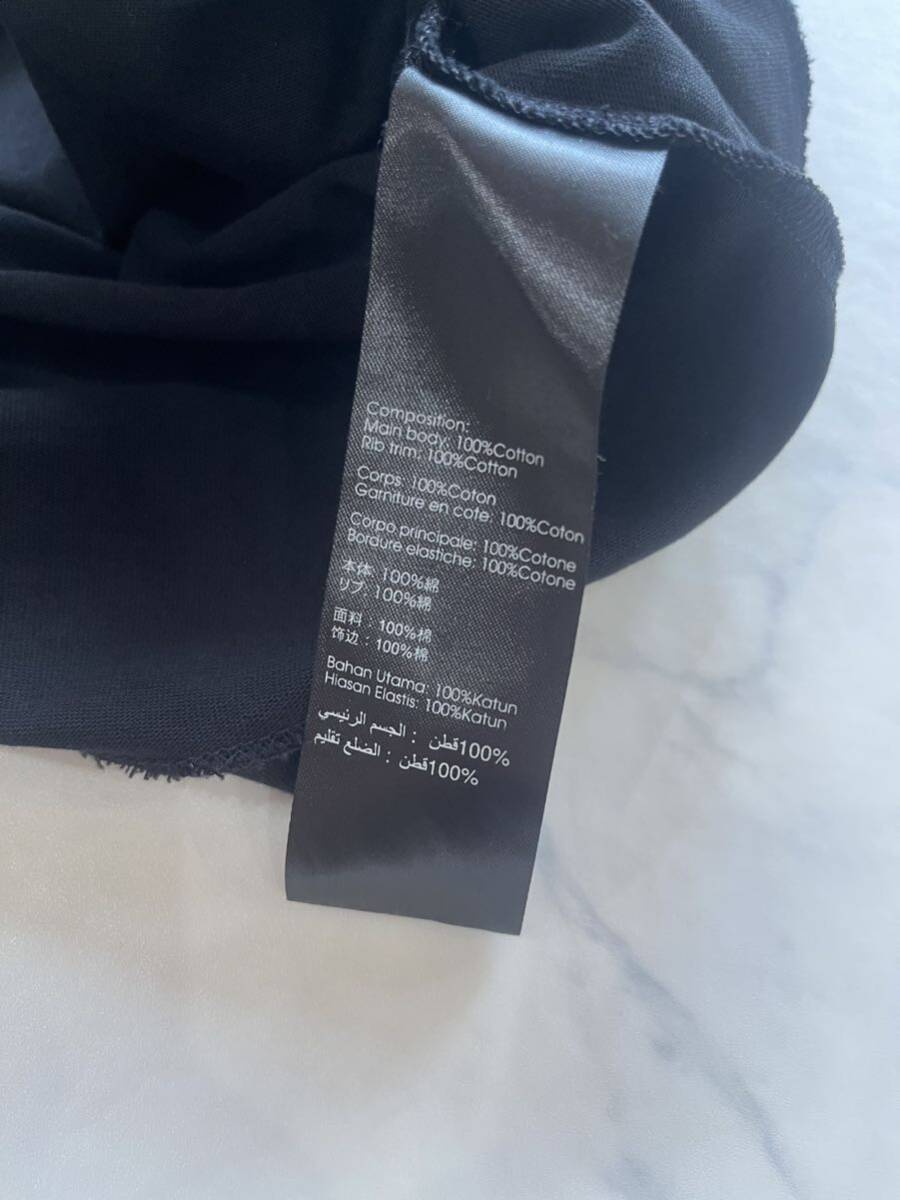 Composition:
Main body: 100%Cotton
Rib trim: 100%Cotton
Corps: 100%Coton
Garniture en cote: 100%Coton
Corpo principale: 100%Cotone
Bordure elastiche: 100%Cotone
本体: 100%綿
リブ: 100%綿
面料：100%棉
饰边：100%棉
Bahan Utama: 100%Katun
Hiasan Elastis: 100%Katun
100%قطن : الجسم الرئيسي
100%قطن : الضلع تقليم